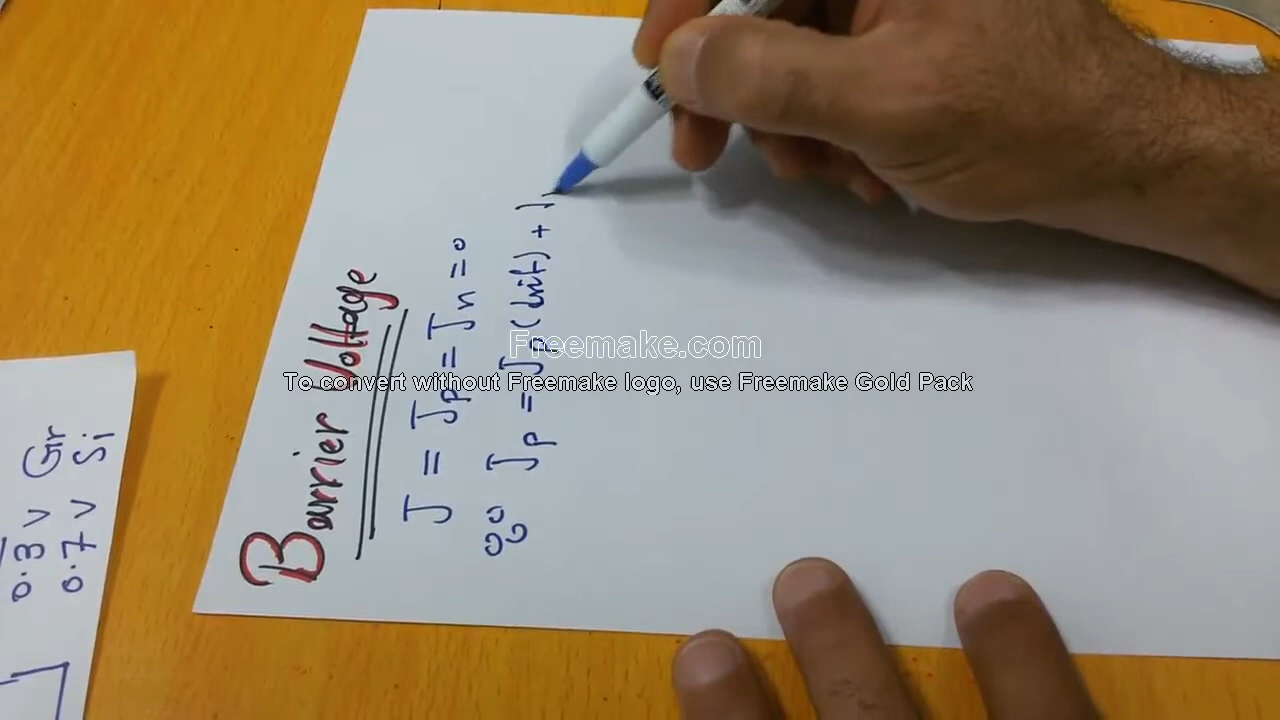 Barrier Voltage
J = Jp = Jn = 0
∴ Jp = Jp (drift) + J
0.3 V Gr
0.7 V Si
Freemake.com
To convert without Freemake logo, use Freemake Gold Pack